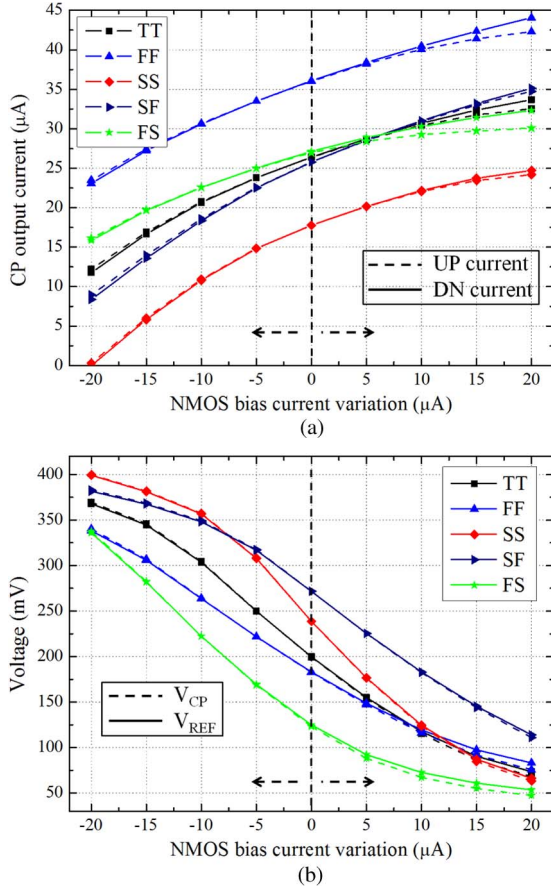 45
40
35
30
25
20
15
10
5
0
CP output current (μA)
TT
FF
SS
SF
FS
UP current
DN current
-20 -15 -10 -5 0 5 10 15 20
NMOS bias current variation (μA)
(a)
400
350
300
250
200
150
100
50
Voltage (mV)
TT
FF
SS
SF
FS
V_CP
V_REF
-20 -15 -10 -5 0 5 10 15 20
NMOS bias current variation (μA)
(b)